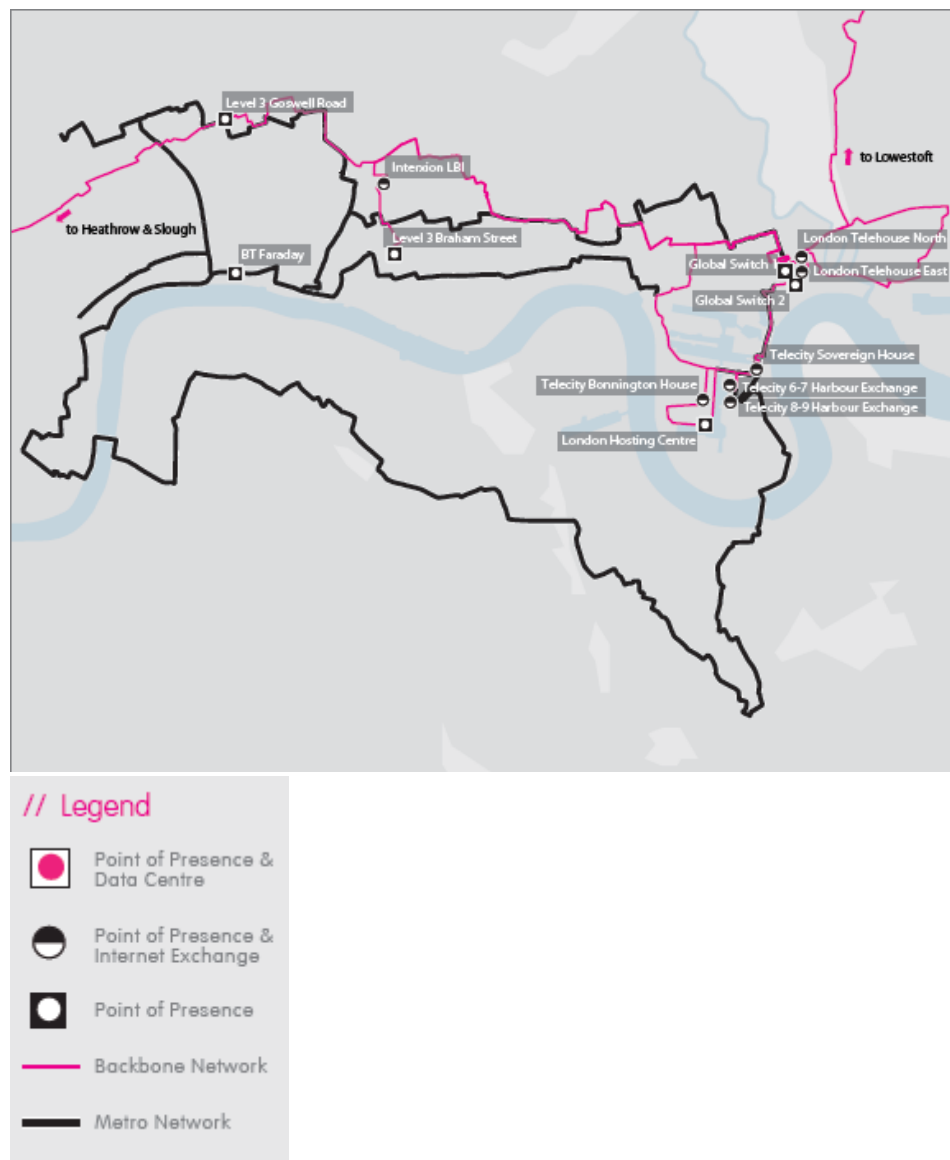 Level 3 Goswell Road
Interxion LBI
to Lowestoft
to Heathrow & Slough
BT Faraday
Level 3 Braham Street
London Telehouse North
Global Switch
London Telehouse East
Global Switch 2
Telecity Sovereign House
Telecity Bonnington House
Telecity 6-7 Harbour Exchange
Telecity 8-9 Harbour Exchange
London Hosting Centre
// Legend
Point of Presence &
Data Centre
Point of Presence &
Internet Exchange
Point of Presence
Backbone Network
Metro Network